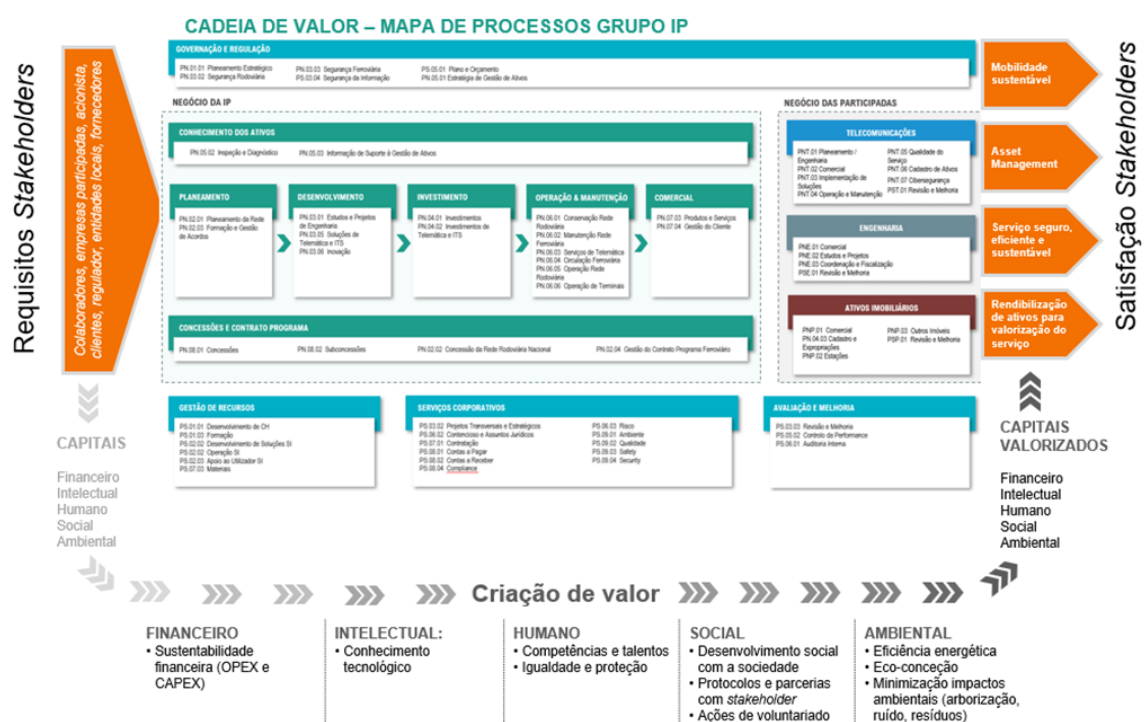 CADEIA DE VALOR – MAPA DE PROCESSOS GRUPO IP
Requisitos Stakeholders
Colaboradores, empresas participadas, acionista,
clientes, regulador, entidades locais, fornecedores
GOVERNAÇÃO E REGULAÇÃO
PN.01.01 Planeamento Estratégico
PN.03.02 Segurança Rodoviária
PN.03.03 Segurança Ferroviária
PS.03.04 Segurança da Informação
PS.05.01 Plano e Orçamento
PN.05.01 Estratégia de Gestão de Ativos
NEGÓCIO DA IP
CONHECIMENTO DOS ATIVOS
PN.05.02 Inspeção e Diagnóstico
PN.05.03 Informação de Suporte à Gestão de Ativos
PLANEAMENTO
PN.02.01 Planeamento da Rede
PN.02.03 Formação e Gestão
de Acordos
DESENVOLVIMENTO
PN.03.01 Estudos e Projetos
de Engenharia
PN.03.05 Soluções de
Telemática e ITS
PN.03.06 Inovação
INVESTIMENTO
PN.04.01 Investimentos
PN.04.02 Investimentos de
Telemática e ITS
OPERAÇÃO & MANUTENÇÃO
PN.06.01 Conservação Rede
Rodoviária
PN.06.02 Manutenção Rede
Ferroviária
PN.06.03 Serviços de Telemática
PN.06.04 Circulação Ferroviária
PN.06.05 Operação Rede
Rodoviária
PN.06.06 Operação de Terminais
COMERCIAL
PN.07.03 Produtos e Serviços
PN.07.04 Gestão do Cliente
CONCESSÕES E CONTRATO PROGRAMA
PN.08.01 Concessões
PN.08.02 Subconcessões
PN.02.02 Concessão da Rede Rodoviária Nacional
PN.02.04 Gestão do Contrato Programa Ferroviário
NEGÓCIO DAS PARTICIPADAS
TELECOMUNICAÇÕES
PNT.01 Planeamento /
Engenharia
PNT.02 Comercial
PNT.03 Implementação de
Soluções
PNT.04 Operação e Manutenção
PNT.05 Qualidade do
Serviço
PNT.06 Cadastro de Ativos
PNT.07 Cibersegurança
PST.01 Revisão e Melhoria
ENGENHARIA
PNE.01 Comercial
PNE.02 Estudos e Projetos
PNE.03 Coordenação e Fiscalização
PSE.01 Revisão e Melhoria
ATIVOS IMOBILIÁRIOS
PNP.01 Comercial
PN.04.03 Cadastro e
Expropriações
PNP.02 Estações
PNP.03 Outros Imóveis
PSP.01 Revisão e Melhoria
Mobilidade
sustentável
Asset
Management
Serviço seguro,
eficiente e
sustentável
Rendibilização
de ativos para
valorização do
serviço
Satisfação Stakeholders
GESTÃO DE RECURSOS
PS.01.01 Desenvolvimento de CH
PS.01.03 Formação
PS.02.02 Desenvolvimento de Soluções SI
PS.02.02 Operação SI
PS.02.03 Apoio ao Utilizador SI
PS.07.03 Materiais
SERVIÇOS CORPORATIVOS
PS.03.02 Projetos Transversais e Estratégicos
PS.06.02 Contencioso e Assuntos Jurídicos
PS.07.01 Contratação
PS.08.01 Contas a Pagar
PS.08.02 Contas a Receber
PS.08.04 Compliance
PS.06.03 Risco
PS.09.01 Ambiente
PS.09.02 Qualidade
PS.09.03 Safety
PS.09.04 Security
AVALIAÇÃO E MELHORIA
PS.03.03 Revisão e Melhoria
PS.05.02 Controlo da Performance
PS.06.01 Auditoria Interna
CAPITAIS
Financeiro
Intelectual
Humano
Social
Ambiental
CAPITAIS
VALORIZADOS
Financeiro
Intelectual
Humano
Social
Ambiental
Criação de valor
FINANCEIRO
• Sustentabilidade
financeira (OPEX e
CAPEX)
INTELECTUAL:
• Conhecimento
tecnológico
HUMANO
• Competências e talentos
• Igualdade e proteção
SOCIAL
• Desenvolvimento social
com a sociedade
• Protocolos e parcerias
com stakeholder
• Ações de voluntariado
AMBIENTAL
• Eficiência energética
• Eco-conceção
• Minimização impactos
ambientais (arborização,
ruído, resíduos)